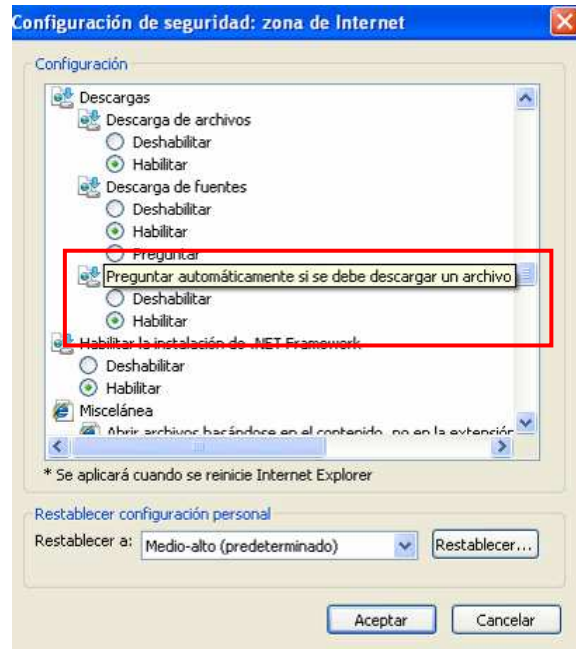 Configuración de seguridad: zona de Internet
Configuración
Descargas
Descarga de archivos
Deshabilitar
Habilitar
Descarga de fuentes
Deshabilitar
Habilitar
Preguntar
Preguntar automáticamente si se debe descargar un archivo
Deshabilitar
Habilitar
Habilitar la instalación de .NET Framework
Deshabilitar
Habilitar
Miscelánea
Abrir archivos basándose en el contenido, no en la extensión
* Se aplicará cuando se reinicie Internet Explorer
Restablecer configuración personal
Restablecer a: Medio-alto (predeterminado) Restablecer...
Aceptar Cancelar